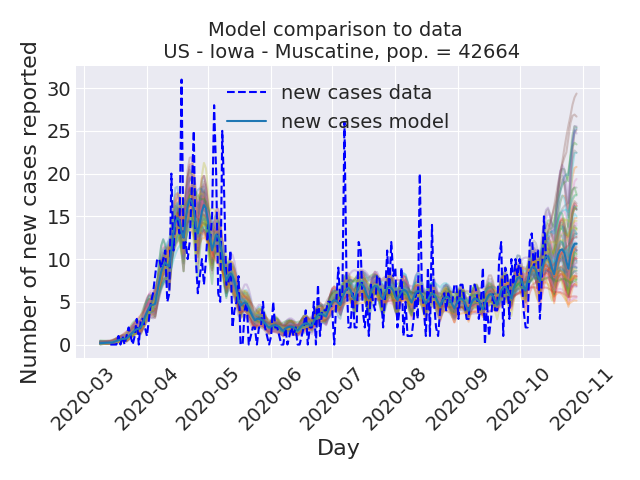 Model comparison to data
US - Iowa - Muscatine, pop. = 42664
Number of new cases reported
30
25
20
15
10
5
0
new cases data
new cases model
2020-03
2020-04
2020-05
2020-06
2020-07
2020-08
2020-09
2020-10
2020-11
Day